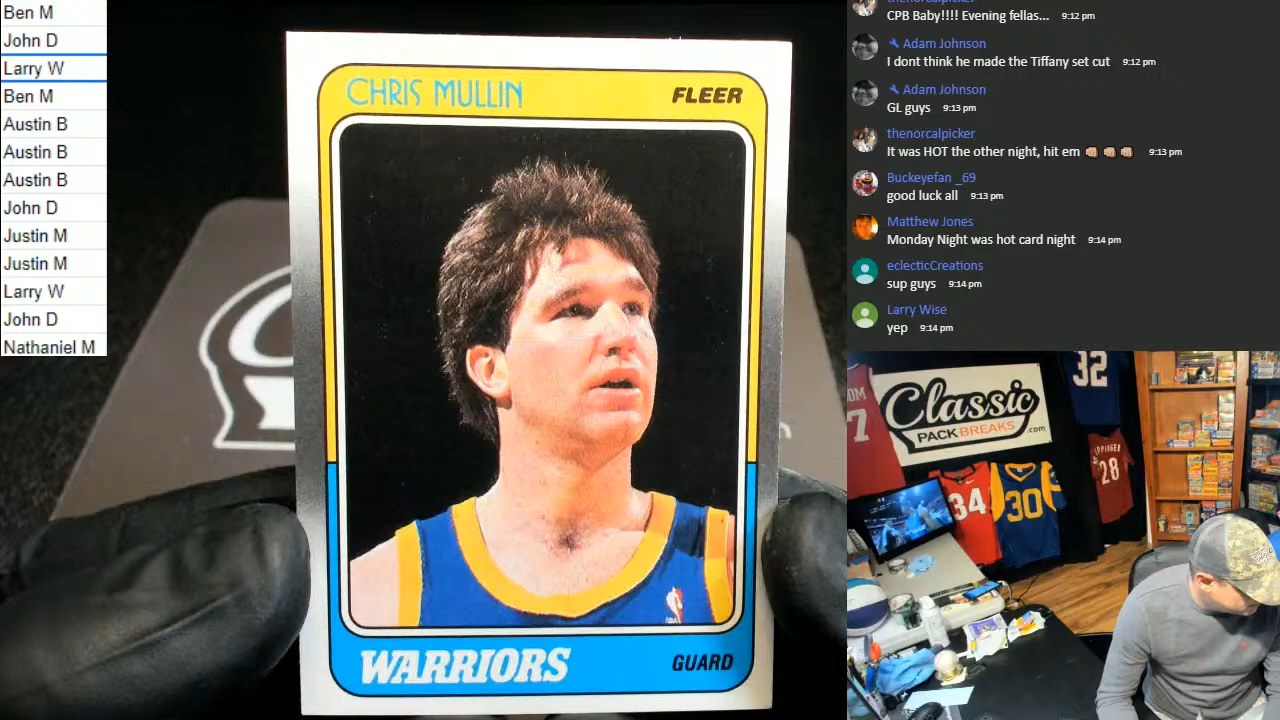 Ben M
John D
Larry W
Ben M
Austin B
Austin B
Austin B
John D
Justin M
Justin M
Larry W
John D
Nathaniel M
CHRIS MULLIN
FLEER
WARRIORS
GUARD
CPB Baby!!!! Evening fellas... 9:12 pm
Adam Johnson
I dont think he made the Tiffany set cut 9:12 pm
Adam Johnson
GL guys 9:13 pm
thenorcalpicker
It was HOT the other night, hit em 👊🏽 👊🏽 👊🏽 9:13 pm
Buckeyefan _69
good luck all 9:13 pm
Matthew Jones
Monday Night was hot card night 9:14 pm
eclecticCreations
sup guys 9:14 pm
Larry Wise
yep 9:14 pm
Classic
PACKBREAKS.com
32
7
34
30
28